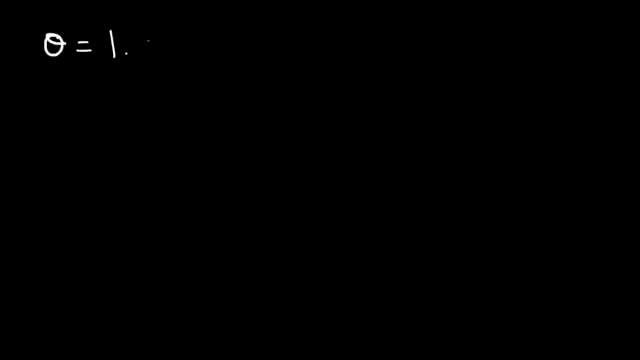 θ = 1.